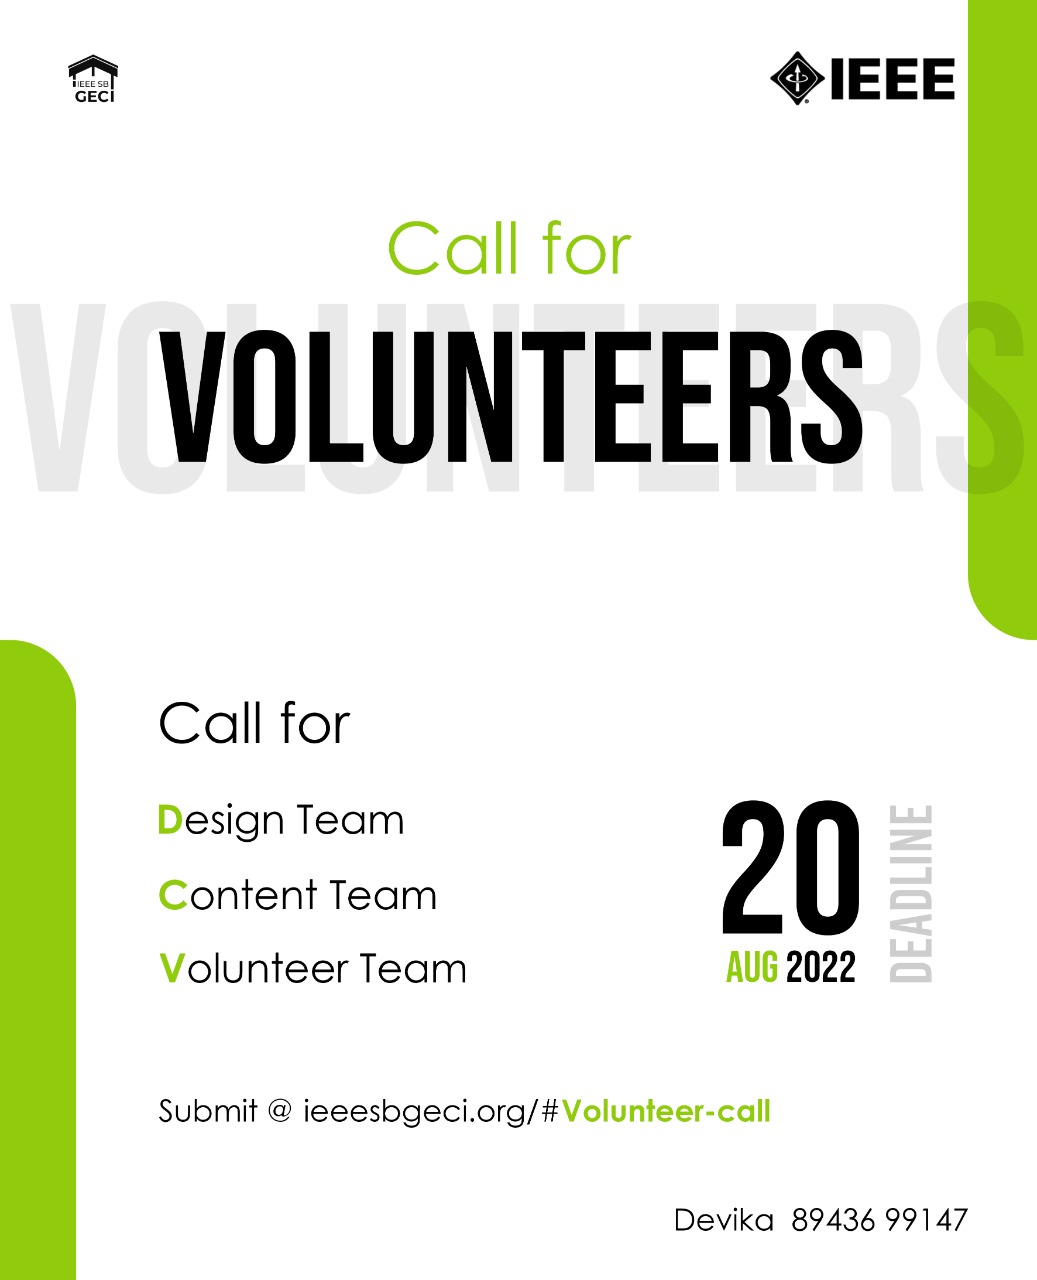 IEEE SB
GECI
IEEE
Call for
VOLUNTEERS
VOLUNTEERS
Call for
Design Team
Content Team
Volunteer Team
20
AUG 2022
DEADLINE
Submit @ ieeesbgeci.org/#Volunteer-call
Devika 89436 99147